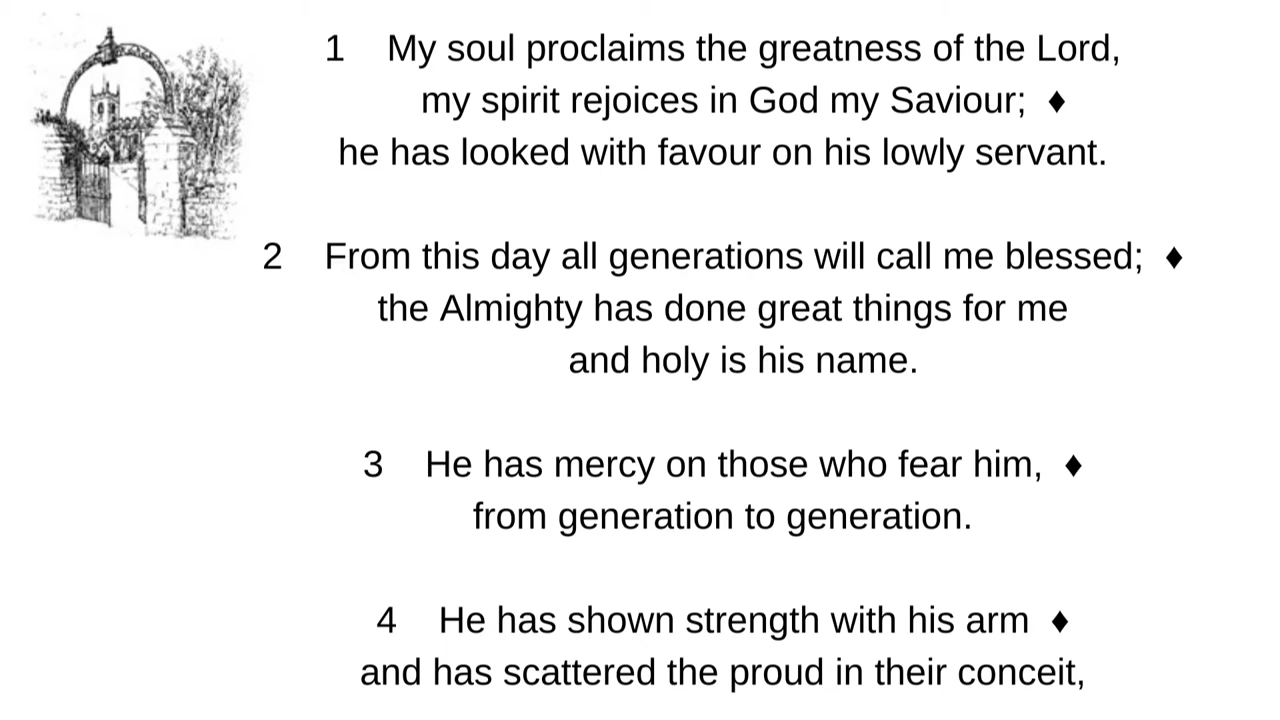 1 My soul proclaims the greatness of the Lord,
my spirit rejoices in God my Saviour; ♦
he has looked with favour on his lowly servant.
2 From this day all generations will call me blessed; ♦
the Almighty has done great things for me
and holy is his name.
3 He has mercy on those who fear him, ♦
from generation to generation.
4 He has shown strength with his arm ♦
and has scattered the proud in their conceit,